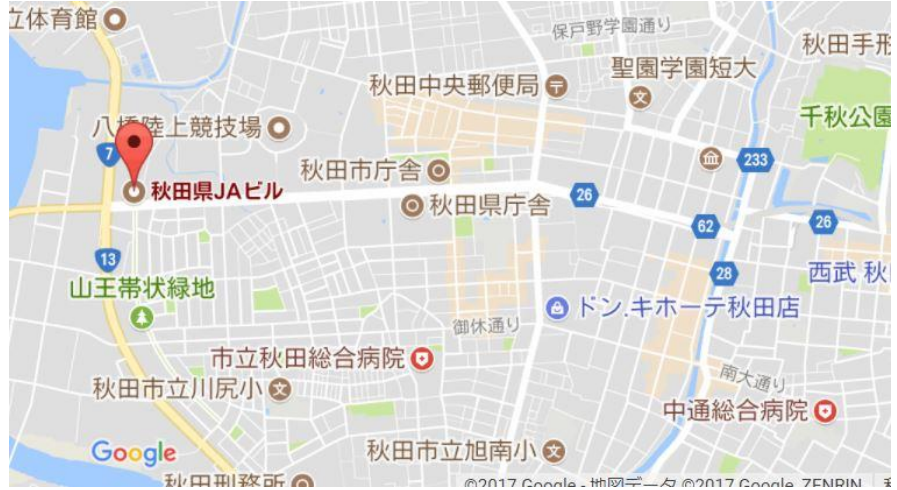 立体育館
保戸野学園通り
秋田手形
秋田中央郵便局
聖園学園短大
千秋公園
八橋陸上競技場
7
233
秋田市庁舎
秋田県JAビル
26
秋田県庁舎
62
26
13
28
西武 秋
山王帯状緑地
ドン.キホーテ秋田店
御休通り
市立秋田総合病院
南大通り
秋田市立川尻小
中通総合病院
Google
秋田市立旭南小
秋田刑務所
©2017 Google - 地図データ ©2017 Google, ZENRIN